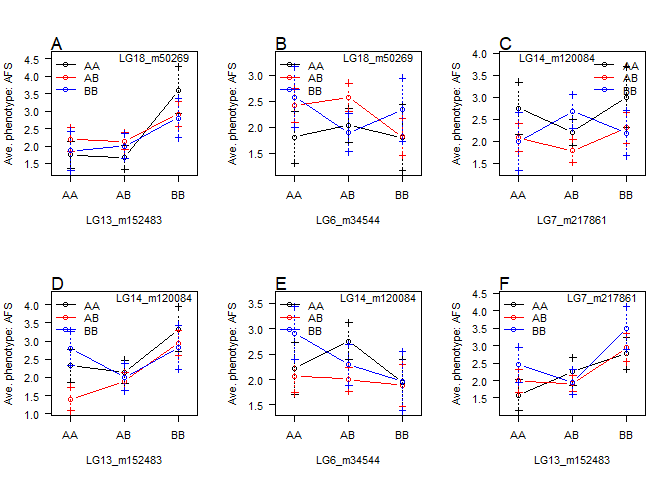 A
LG18_m50269
AA
AB
BB
Ave. phenotype: AFS
4.5
4.0
3.5
3.0
2.5
2.0
1.5
AA AB BB
LG13_m152483
B
LG18_m50269
AA
AB
BB
Ave. phenotype: AFS
3.0
2.5
2.0
1.5
AA AB BB
LG6_m34544
C
LG14_m120084
AA
AB
BB
Ave. phenotype: AFS
4.0
3.5
3.0
2.5
2.0
1.5
AA AB BB
LG7_m217861
D
LG14_m120084
AA
AB
BB
Ave. phenotype: AFS
4.0
3.5
3.0
2.5
2.0
1.5
1.0
AA AB BB
LG13_m152483
E
LG14_m120084
AA
AB
BB
Ave. phenotype: AFS
3.5
3.0
2.5
2.0
1.5
AA AB BB
LG6_m34544
F
LG7_m217861
AA
AB
BB
Ave. phenotype: AFS
4.5
4.0
3.5
3.0
2.5
2.0
1.5
AA AB BB
LG13_m152483